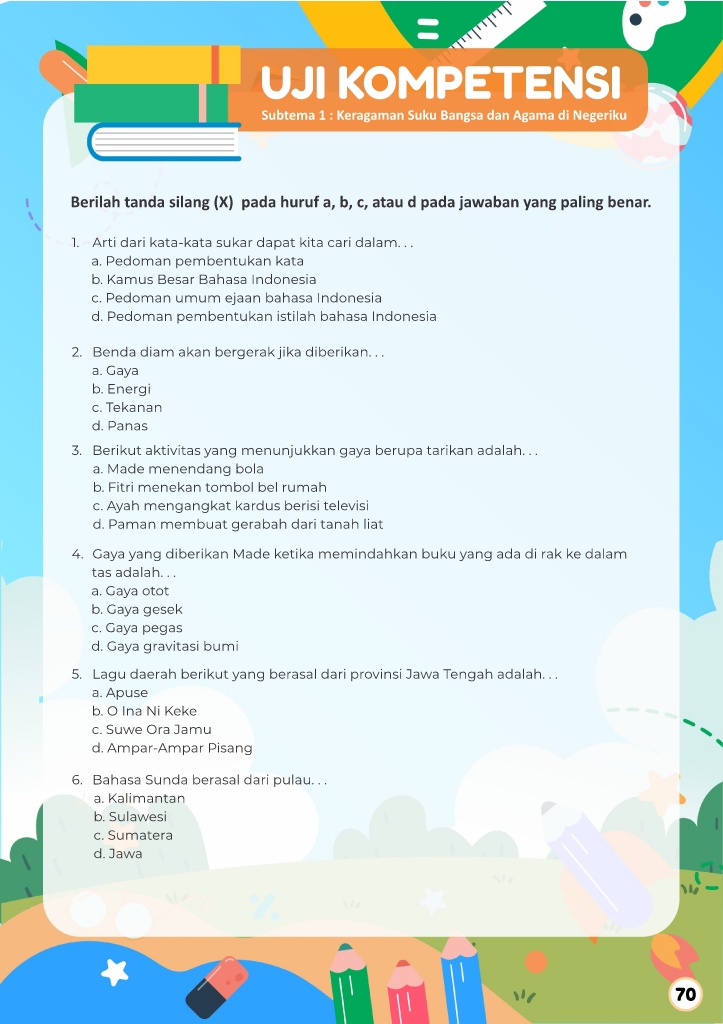 UJI KOMPETENSI
Subtema 1 : Keragaman Suku Bangsa dan Agama di Negeriku
Berilah tanda silang (X) pada huruf a, b, c, atau d pada jawaban yang paling benar.
1. Arti dari kata-kata sukar dapat kita cari dalam. . .
a. Pedoman pembentukan kata
b. Kamus Besar Bahasa Indonesia
c. Pedoman umum ejaan bahasa Indonesia
d. Pedoman pembentukan istilah bahasa Indonesia
2. Benda diam akan bergerak jika diberikan. . .
a. Gaya
b. Energi
c. Tekanan
d. Panas
3. Berikut aktivitas yang menunjukkan gaya berupa tarikan adalah. . .
a. Made menendang bola
b. Fitri menekan tombol bel rumah
c. Ayah mengangkat kardus berisi televisi
d. Paman membuat gerabah dari tanah liat
4. Gaya yang diberikan Made ketika memindahkan buku yang ada di rak ke dalam
tas adalah. . .
a. Gaya otot
b. Gaya gesek
c. Gaya pegas
d. Gaya gravitasi bumi
5. Lagu daerah berikut yang berasal dari provinsi Jawa Tengah adalah. . .
a. Apuse
b. O Ina Ni Keke
c. Suwe Ora Jamu
d. Ampar-Ampar Pisang
6. Bahasa Sunda berasal dari pulau. . .
a. Kalimantan
b. Sulawesi
c. Sumatera
d. Jawa
70